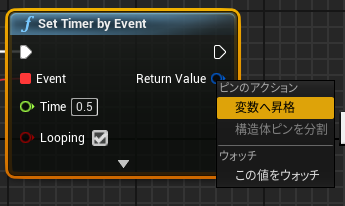 Set Timer by Event
Event
Return Value
Time 0.5
Looping
ピンのアクション
変数へ昇格
構造体ピンを分割
ウォッチ
この値をウォッチ